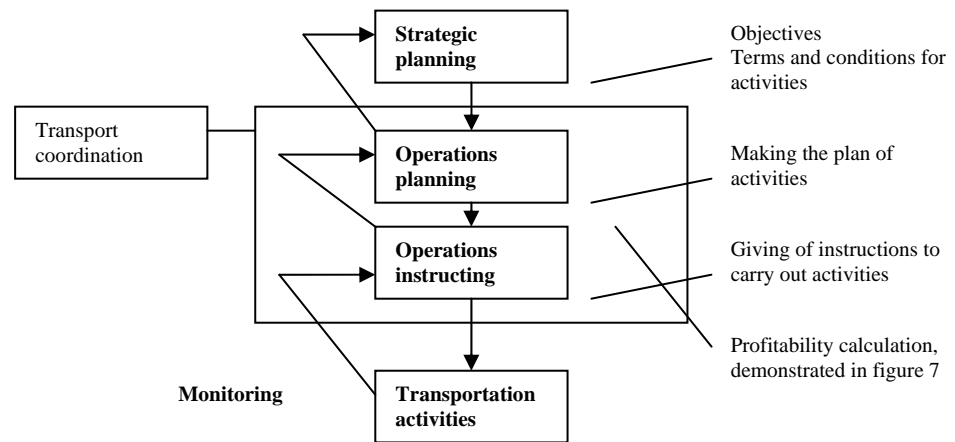 Strategic
planning
Objectives
Terms and conditions for
activities
Transport
coordination
Operations
planning
Making the plan of
activities
Operations
instructing
Giving of instructions to
carry out activities
Profitability calculation,
demonstrated in figure 7
Monitoring
Transportation
activities